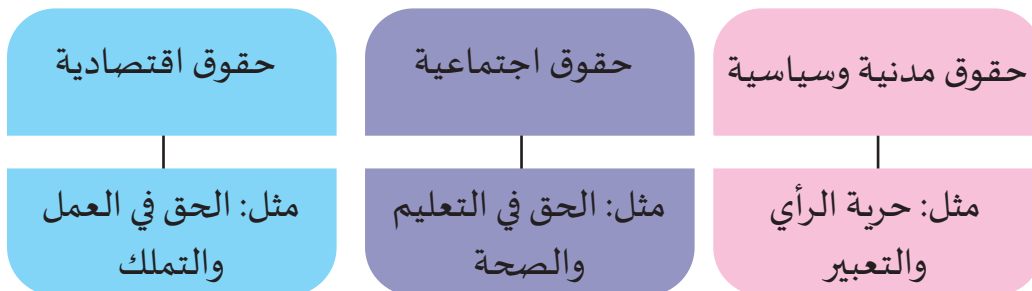 حقوق مدنية وسياسية
مثل: حرية الرأي
والتعبير
حقوق اجتماعية
مثل: الحق في التعليم
والصحة
حقوق اقتصادية
مثل: الحق في العمل
والتملك